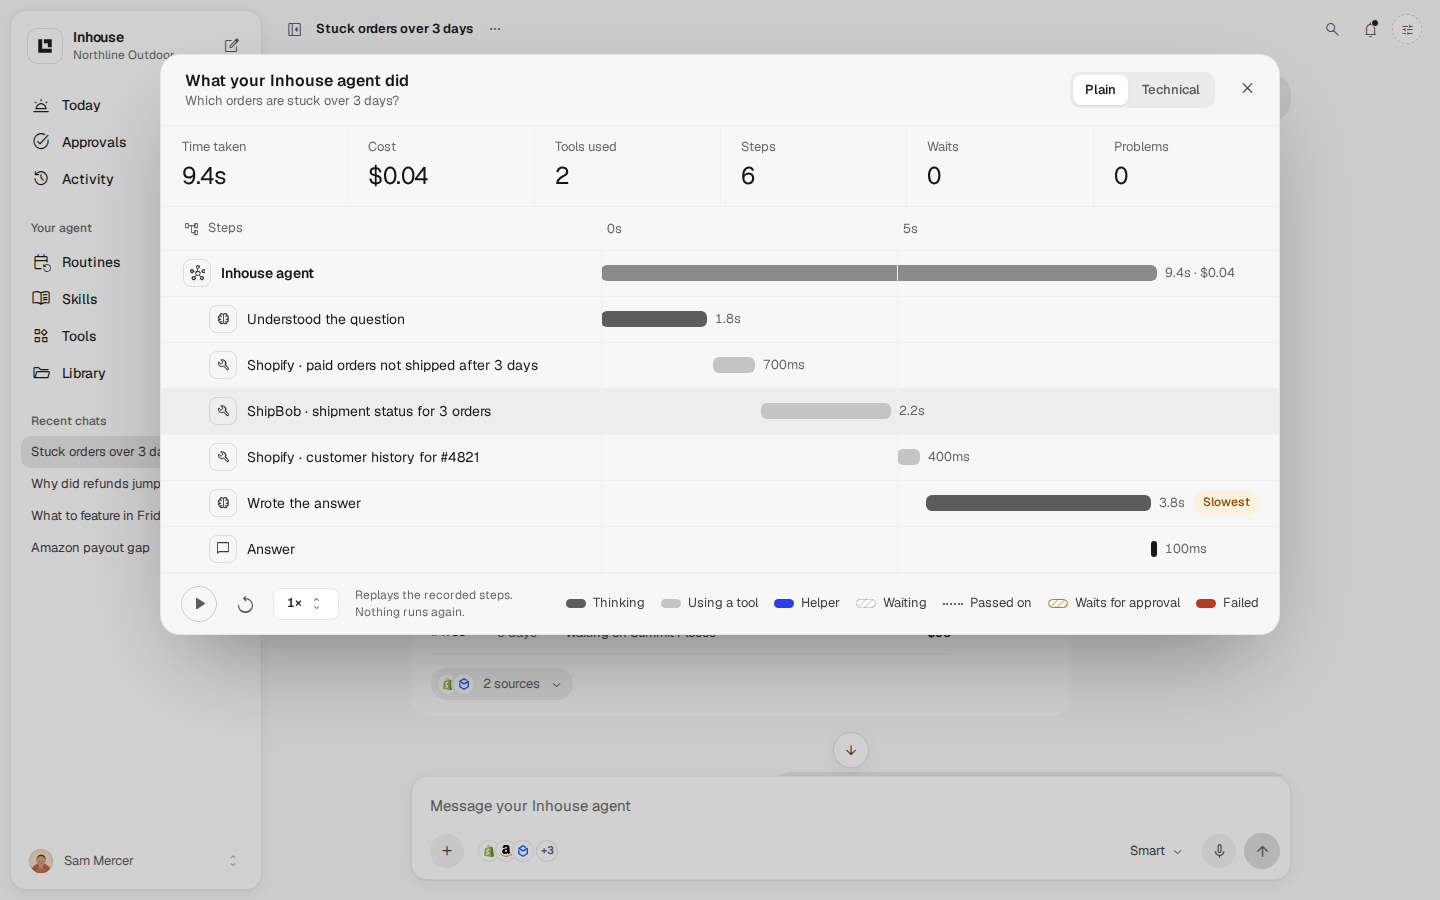 Inhouse
Northline Outdoor
Today
Approvals
Activity
Your agent
Routines
Skills
Tools
Library
Recent chats
Stuck orders over 3 da
Why did refunds jump
What to feature in Frid
Amazon payout gap
Sam Mercer
Stuck orders over 3 days
What your Inhouse agent did
Which orders are stuck over 3 days?
Plain
Technical
Time taken
9.4s
Cost
$0.04
Tools used
2
Steps
6
Waits
0
Problems
0
Steps
0s
5s
Inhouse agent
9.4s · $0.04
Understood the question
1.8s
Shopify · paid orders not shipped after 3 days
700ms
ShipBob · shipment status for 3 orders
2.2s
Shopify · customer history for #4821
400ms
Wrote the answer
3.8s
Slowest
Answer
100ms
1×
Replays the recorded steps.
Nothing runs again.
Thinking
Using a tool
Helper
Waiting
Passed on
Waits for approval
Failed
2 sources
Message your Inhouse agent
+3
Smart